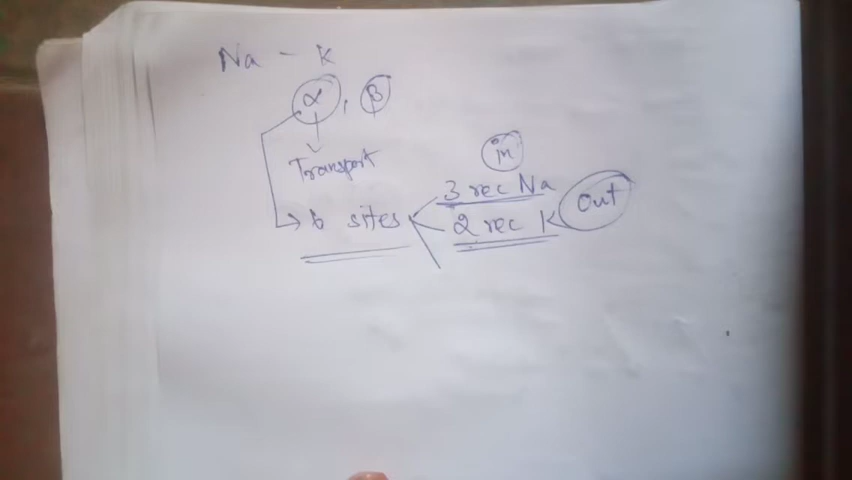 Na - K
α, β
Transport
in
3 rec Na
6 sites
2 rec K
out